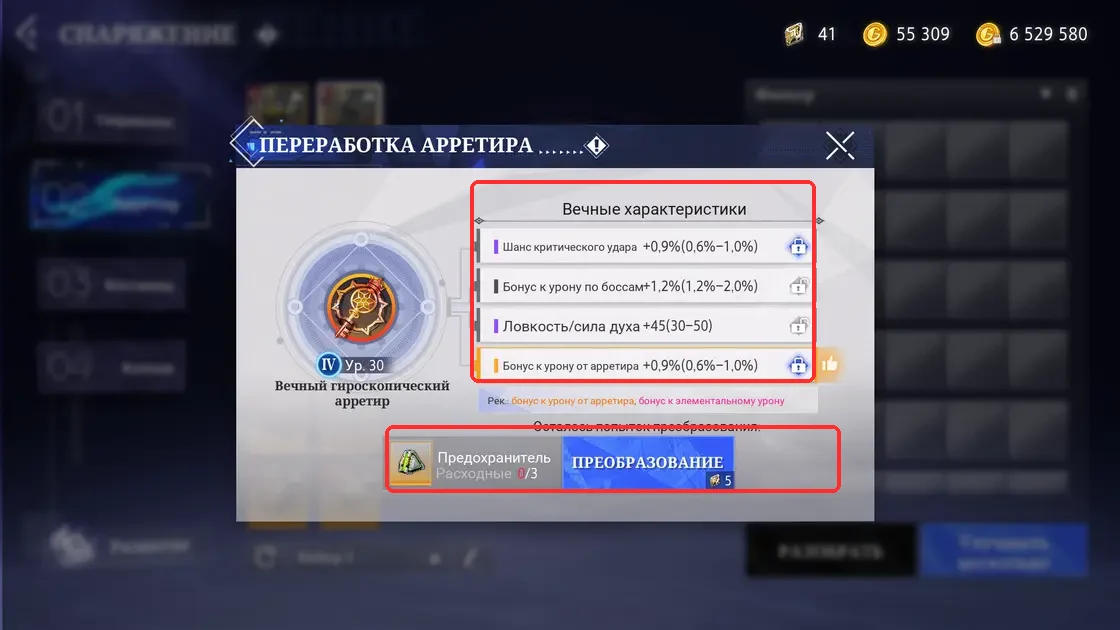 СНАРЯЖЕНИЕ
41
55 309
6 529 580
01
ПЕРЕРАБОТКА АРРЕТИРА
Вечные характеристики
Шанс критического удара +0,9%(0,6%–1,0%)
Бонус к урону по боссам+1,2%(1,2%–2,0%)
Ловкость/сила духа +45(30–50)
Бонус к урону от арретира +0,9%(0,6%–1,0%)
IV Ур. 30
Вечный гироскопический
арретир
Рек.: бонус к урону от арретира, бонус к элементальному урону
Осталось попыток преобразования:
Предохранитель
Расходные 0/3
ПРЕОБРАЗОВАНИЕ
5
03
04
РАЗОБРАТЬ